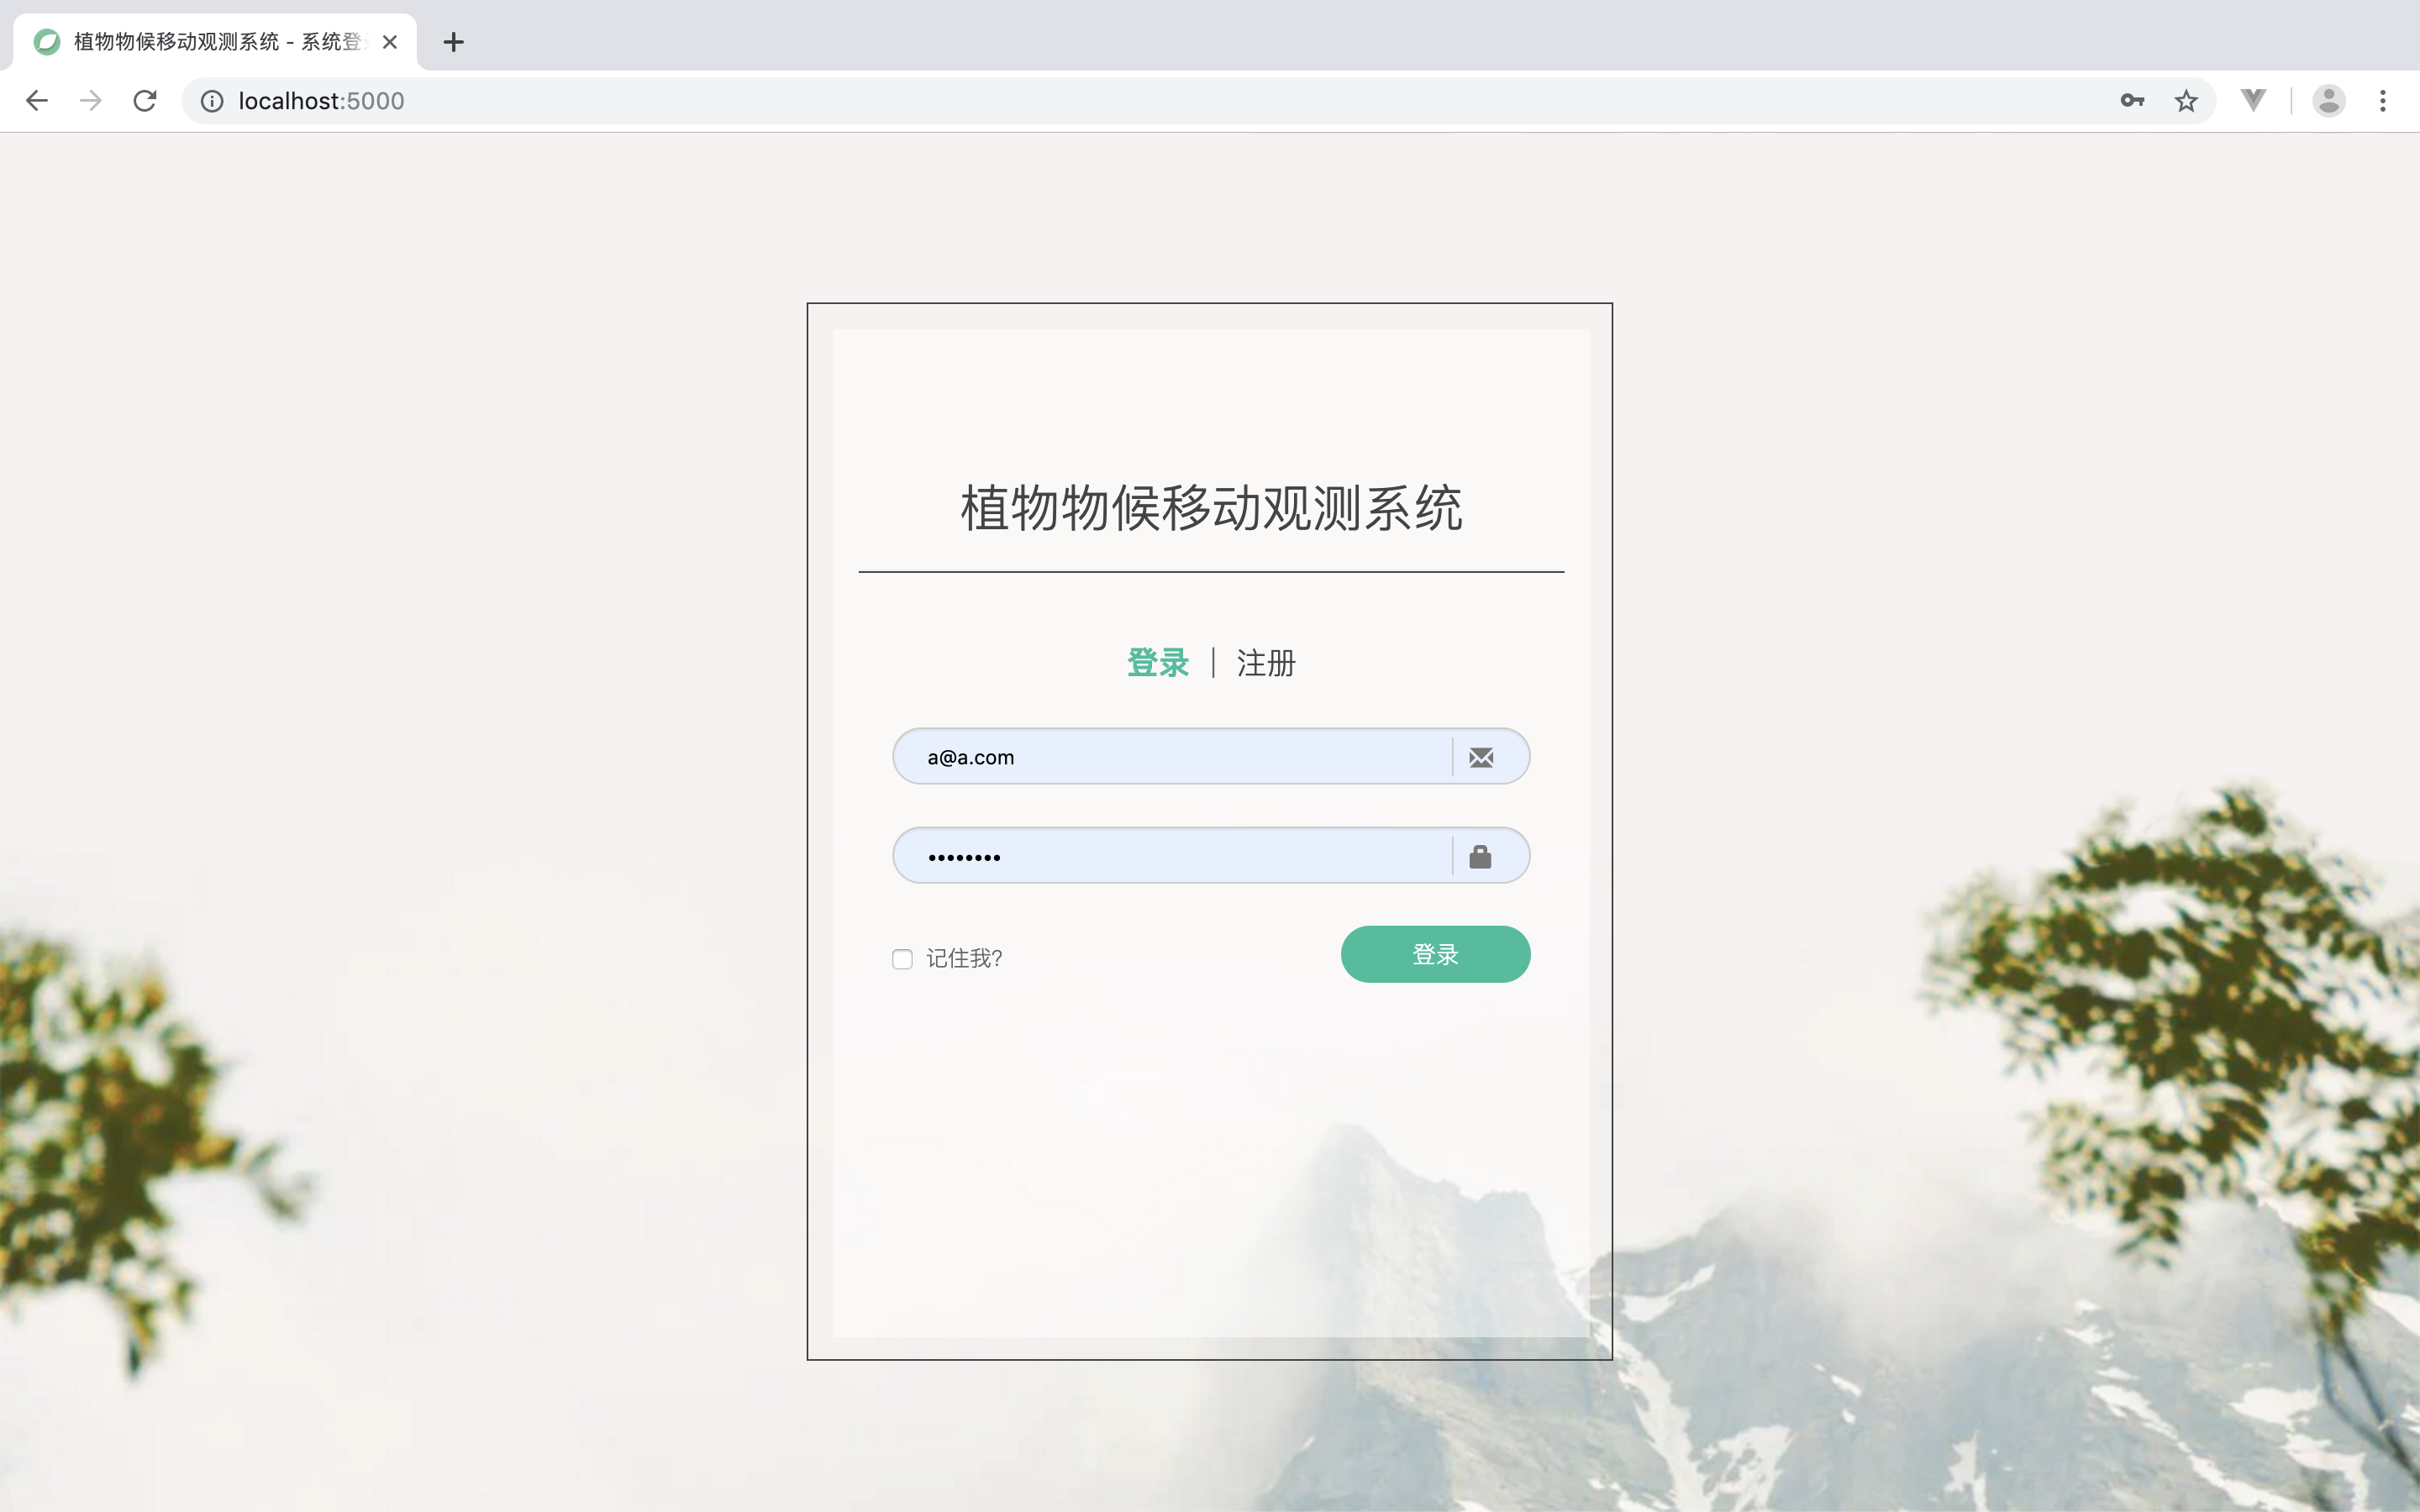 植物物候移动观测系统 - 系统登
localhost:5000
植物物候移动观测系统
登录 | 注册
a@a.com
••••••••
记住我?
登录